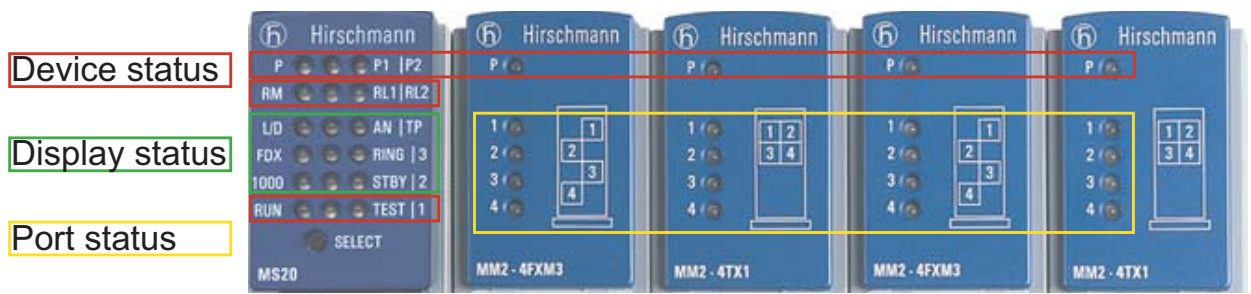 Device status
Display status
Port status
Hirschmann
P P1 | P2
RM RL1 | RL2
L/D AN | TP
FDX RING | 3
1000 STBY | 2
RUN TEST | 1
SELECT
MS20
Hirschmann
P
1
2
3
4
1
2
3
4
MM2 - 4FXM3
Hirschmann
P
1
2
3
4
1 2
3 4
MM2 - 4TX1
Hirschmann
P
1
2
3
4
1
2
3
4
MM2 - 4FXM3
Hirschmann
P
1
2
3
4
1 2
3 4
MM2 - 4TX1